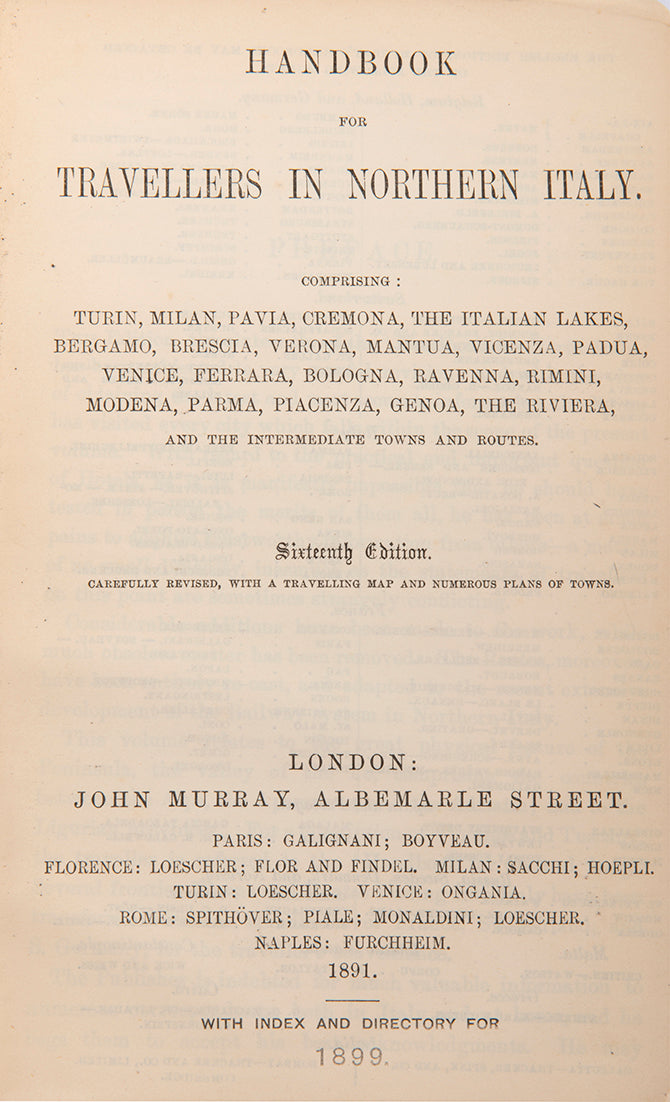 HANDBOOK
FOR
TRAVELLERS IN NORTHERN ITALY.
COMPRISING :
TURIN, MILAN, PAVIA, CREMONA, THE ITALIAN LAKES,
BERGAMO, BRESCIA, VERONA, MANTUA, VICENZA, PADUA,
VENICE, FERRARA, BOLOGNA, RAVENNA, RIMINI,
MODENA, PARMA, PIACENZA, GENOA, THE RIVIERA,
AND THE INTERMEDIATE TOWNS AND ROUTES.
Sixteenth Edition.
CAREFULLY REVISED, WITH A TRAVELLING MAP AND NUMEROUS PLANS OF TOWNS.
LONDON:
JOHN MURRAY, ALBEMARLE STREET.
PARIS: GALIGNANI; BOYVEAU.
FLORENCE: LOESCHER; FLOR AND FINDEL. MILAN: SACCHI; HOEPLI.
TURIN: LOESCHER. VENICE: ONGANIA.
ROME: SPITHÖVER; PIALE; MONALDINI; LOESCHER.
NAPLES: FURCHHEIM.
1891.
WITH INDEX AND DIRECTORY FOR
1899.